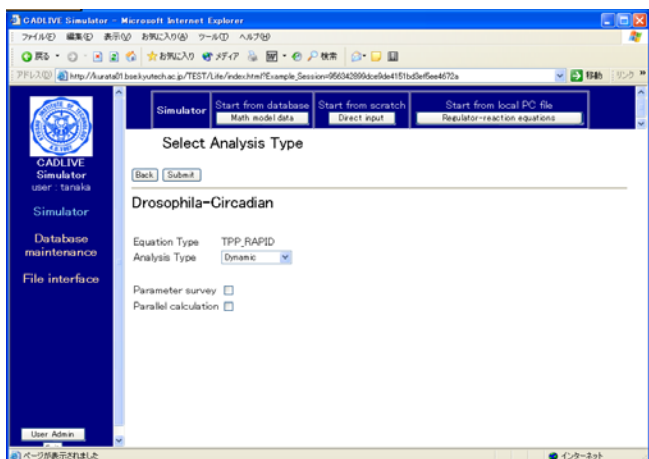 CADLIVE Simulator - Microsoft Internet Explorer
ファイル(F) 編集(E) 表示(V) お気に入り(A) ツール(T) ヘルプ(H)
戻る お気に入り メディア 検索
アドレス(D) http://kurata01.bse.kyutech.ac.jp/TEST/Life/index.html?Example_Session= 移動 リンク
Simulator
Start from database Start from scratch Start from local PC file
Math model data Direct input Regulator-reaction equations
CADLIVE
Simulator
user : tanaka
Simulator
Database
maintenance
File interface
User Admin
Select Analysis Type
Back Submit
Drosophila-Circadian
Equation Type TPP_RAPID
Analysis Type Dynamic
Parameter survey
Parallel calculation
ページが表示されました インターネット